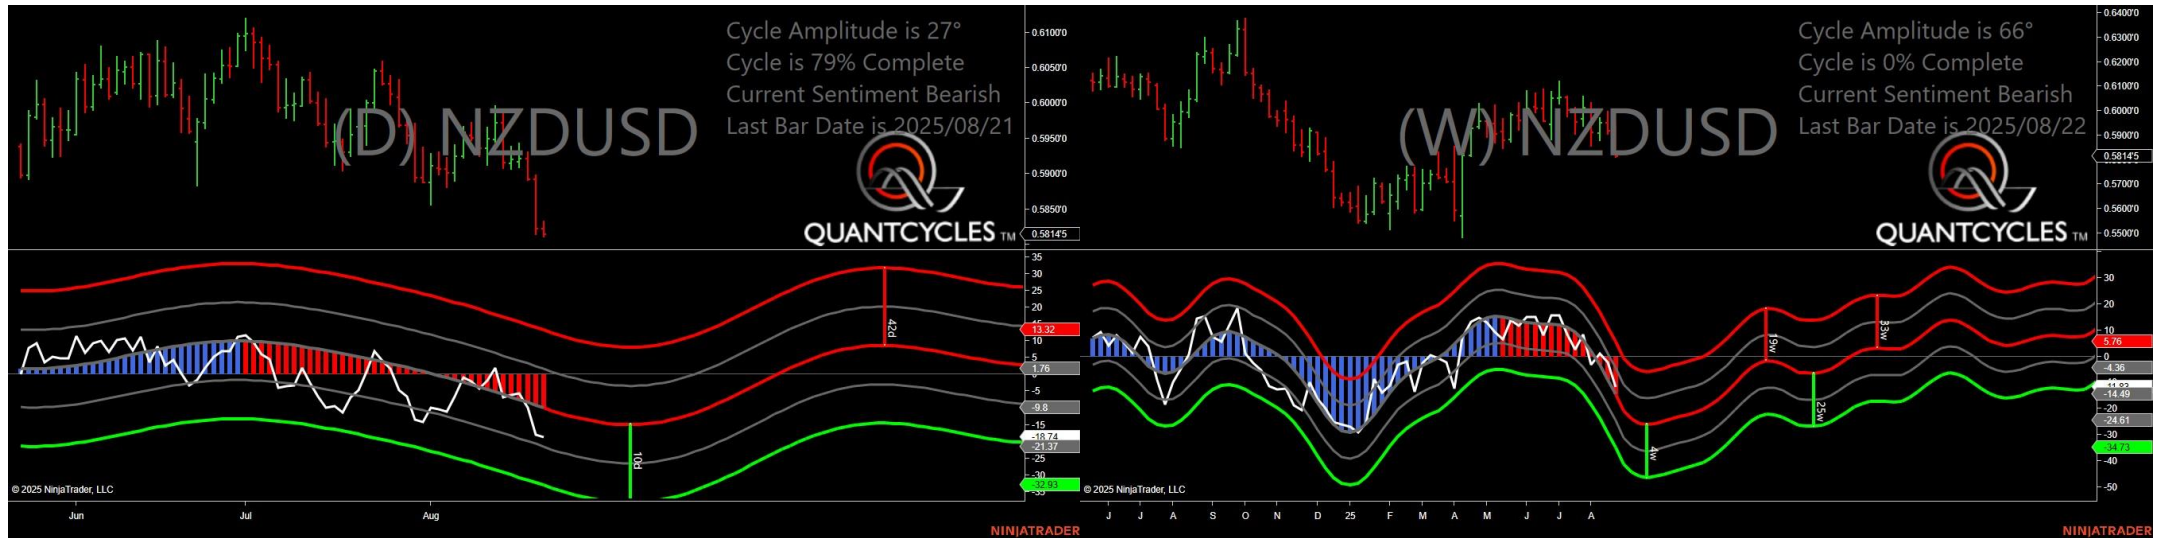 Cycle Amplitude is 27°
Cycle is 79% Complete
Current Sentiment Bearish
Last Bar Date is 2025/08/21
(D) NZDUSD
QUANTCYCLES TM
0.6100'0
0.6050'0
0.6000'0
0.5950'0
0.5900'0
0.5850'0
0.5814'5
35
30
25
20
15
13.32
10
5
1.76
-5
-9.8
-15
-18.74
-21.37
-25
-30
-32.93
-35
42d
10d
© 2025 NinjaTrader, LLC
Jun
Jul
Aug
NINJATRADER
Cycle Amplitude is 66°
Cycle is 0% Complete
Current Sentiment Bearish
Last Bar Date is 2025/08/22
(W) NZDUSD
QUANTCYCLES TM
0.6400'0
0.6300'0
0.6200'0
0.6100'0
0.6000'0
0.5900'0
0.5814'5
0.5700'0
0.5600'0
0.5500'0
30
20
10
5.76
0
-4.36
-11.83
-14.49
-20
-24.61
-30
-34.73
-40
-50
19w
33w
25w
4w
© 2025 NinjaTrader, LLC
J J A S O N D 25 F M A M J J A
NINJATRADER